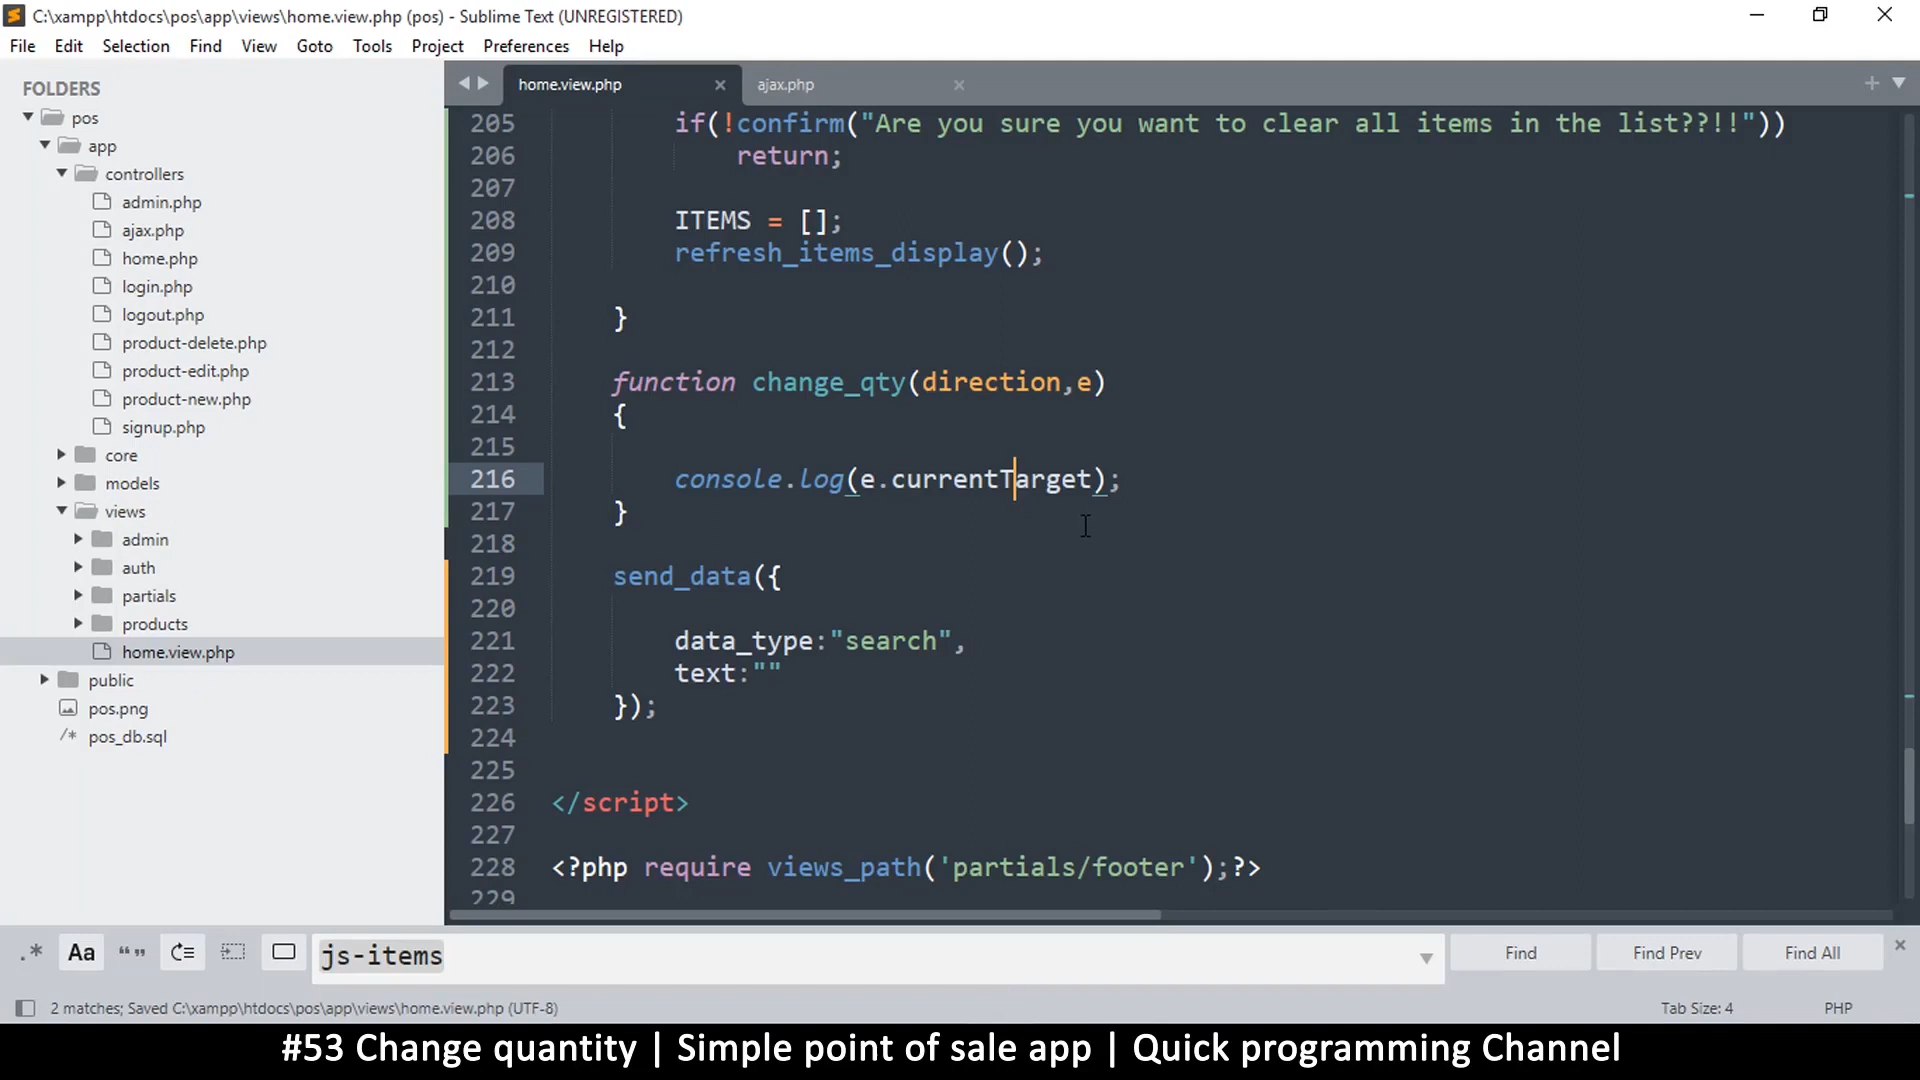 C:\xampp\htdocs\pos\app\views\home.view.php (pos) - Sublime Text (UNREGISTERED)
File Edit Selection Find View Goto Tools Project Preferences Help
FOLDERS
pos
app
controllers
admin.php
ajax.php
home.php
login.php
logout.php
product-delete.php
product-edit.php
product-new.php
signup.php
core
models
views
admin
auth
partials
products
home.view.php
public
pos.png
/* pos_db.sql
home.view.php × ajax.php ×
205 if(!confirm("Are you sure you want to clear all items in the list??!!"))
206 return;
207
208 ITEMS = [];
209 refresh_items_display();
210
211 }
212
213 function change_qty(direction,e)
214 {
215
216 console.log(e.currentTarget);
217 }
218
219 send_data({
220
221 data_type:"search",
222 text:""
223 });
224
225
226 </script>
227
228 <?php require views_path('partials/footer');?>
229
.* Aa “” js-items Find Find Prev Find All ×
2 matches; Saved C:\xampp\htdocs\pos\app\views\home.view.php (UTF-8) Tab Size: 4 PHP
#53 Change quantity | Simple point of sale app | Quick programming Channel